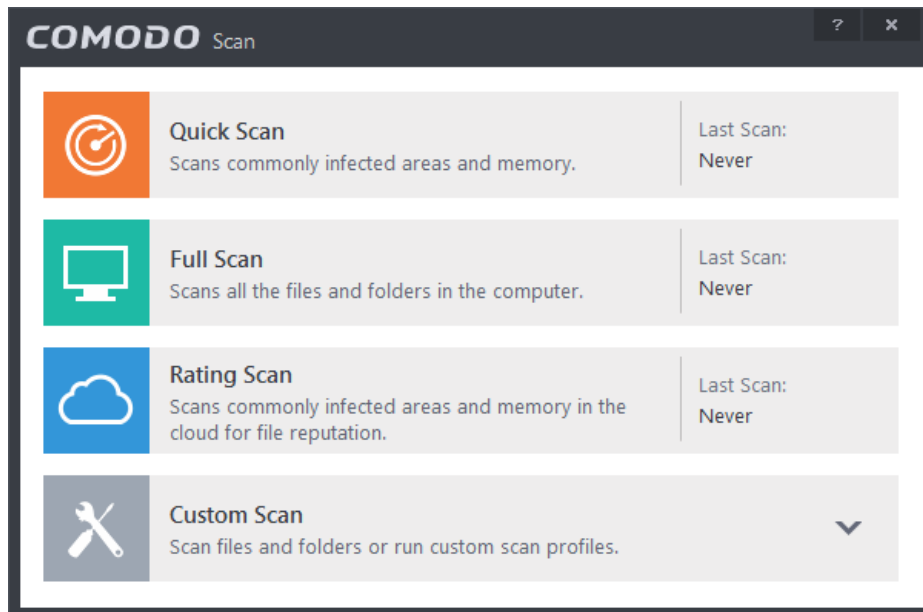 COMODO Scan
?
Quick Scan
Scans commonly infected areas and memory.
Last Scan:
Never
Full Scan
Scans all the files and folders in the computer.
Last Scan:
Never
Rating Scan
Scans commonly infected areas and memory in the
cloud for file reputation.
Last Scan:
Never
Custom Scan
Scan files and folders or run custom scan profiles.